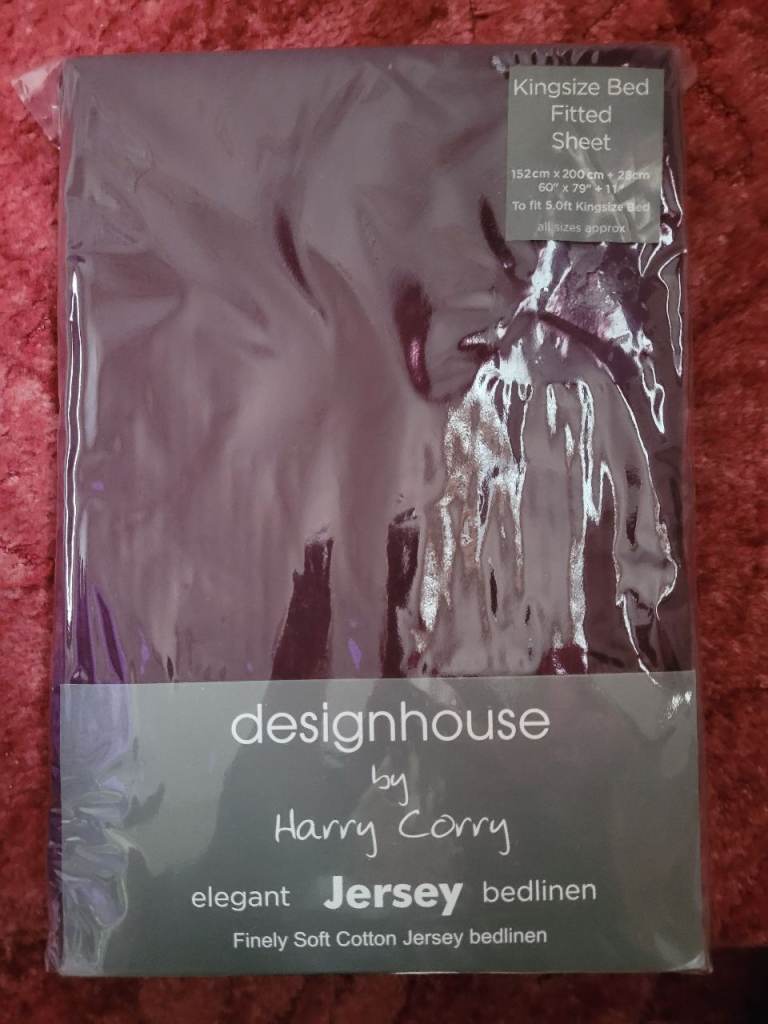 Kingsize Bed
Fitted
Sheet
152cm x 200cm + 28cm
60" x 79" + 11"
To fit 5.0ft Kingsize Bed
all sizes approx
designhouse
by
Harry Corry
elegant Jersey bedlinen
Finely Soft Cotton Jersey bedlinen